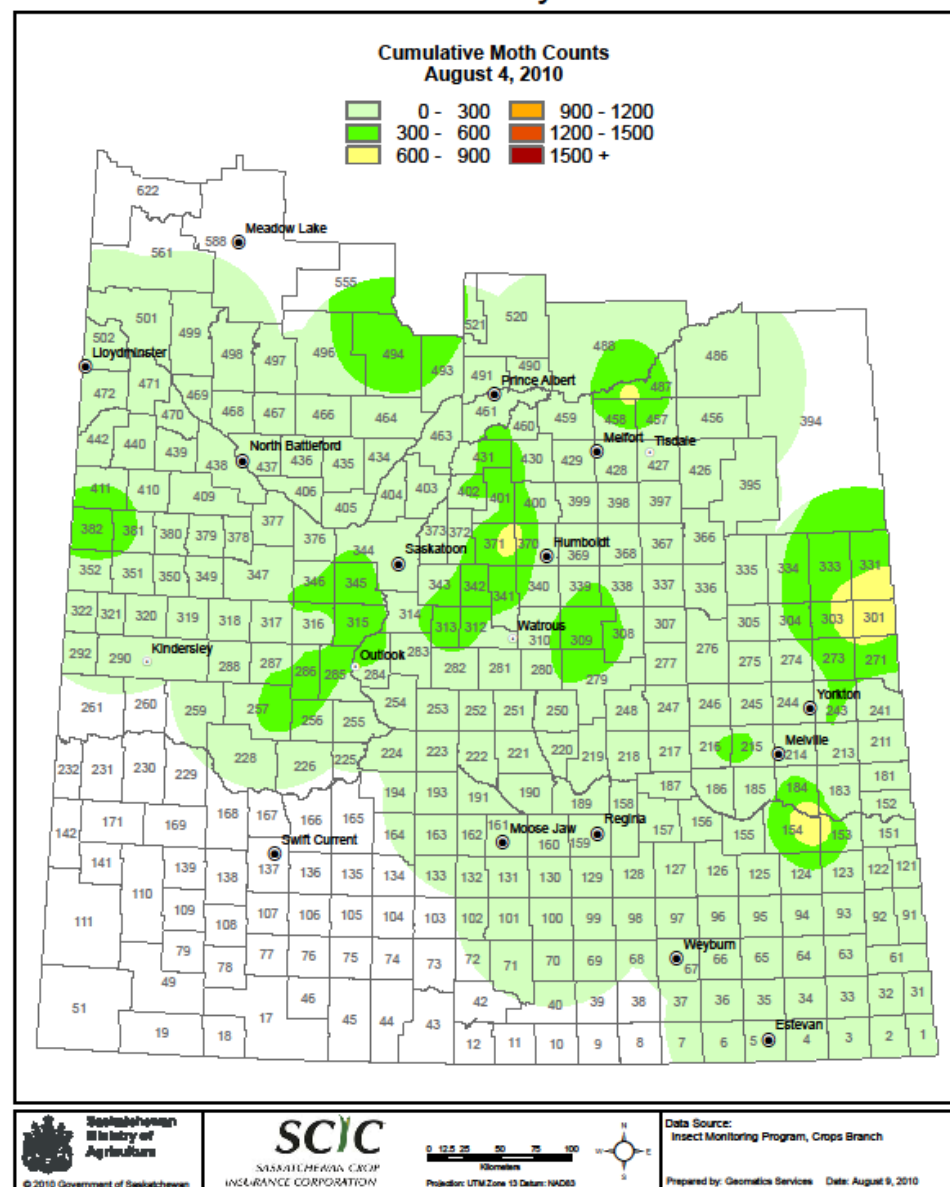 Cumulative Moth Counts
August 4, 2010
0 - 300 900 - 1200
300 - 600 1200 - 1500
600 - 900 1500 +
622
588 Meadow Lake
561
555
501 499 521 520
502 498 497 496 494 493 488 486
Lloydminster 491 490 487
472 471 469 Prince Albert
470 468 467 466 464 461 459 458 457 456 394
442 440 439 North Battleford 463 460 Melfort Tisdale
438 437 436 435 434 431 430 429 428 427 426
411 410 409 406 405 404 403 402 401 400 399 398 397 395
382 381 380 379 378 377 376 373 372 371 370 Humboldt 369 368 367 366
344 Saskatoon
352 351 350 349 347 346 345 343 342 341 340 339 338 337 336 335 334 333 331
322 321 320 319 318 317 316 315 314 313 312 Watrous 310 309 308 307 305 304 303 301
292 290 Kindersley 288 287 286 285 Outlook 284 283 282 281 280 279 277 276 275 274 273 271
261 260 259 257 256 255 254 253 252 251 250 248 247 246 245 244 Yorkton 243 241
232 231 230 229 228 226 225 224 223 222 221 220 219 218 217 216 215 Melville 214 213 211
194 193 191 190 189 187 186 185 184 183 181
142 171 169 168 167 166 165 164 163 162 161 Moose Jaw 160 159 158 Regina 157 156 155 154 153 152 151
Swift Current
141 139 138 137 136 135 134 133 132 131 130 129 128 127 126 125 124 123 122 121
111 110 109 108 107 106 105 104 103 102 101 100 99 98 97 96 95 94 93 92 91
79 78 77 76 75 74 73 72 71 70 69 68 Weyburn 67 66 65 64 63 61
51 49 46 45 44 43 42 40 39 38 37 36 35 34 33 32 31
19 18 17 12 11 10 9 8 7 6 5 Estevan 4 3 2 1
Saskatchewan
Ministry of
Agriculture
© 2010 Government of Saskatchewan
SCIC
SASKATCHEWAN CROP
INSURANCE CORPORATION
0 12.5 25 50 75 100
Kilometers
Projection: UTM Zone 13 Datum: NAD83
N
W E
S
Data Source:
Insect Monitoring Program, Crops Branch
Prepared by: Geomatics Services Date: August 9, 2010